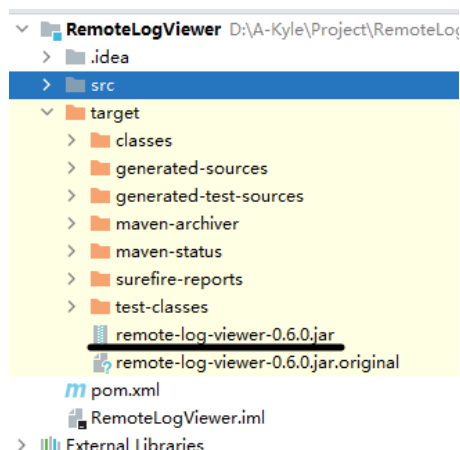 RemoteLogViewer D:\A-Kyle\Project\RemoteLog
.idea
src
target
classes
generated-sources
generated-test-sources
maven-archiver
maven-status
surefire-reports
test-classes
remote-log-viewer-0.6.0.jar
remote-log-viewer-0.6.0.jar.original
m pom.xml
RemoteLogViewer.iml
External Libraries